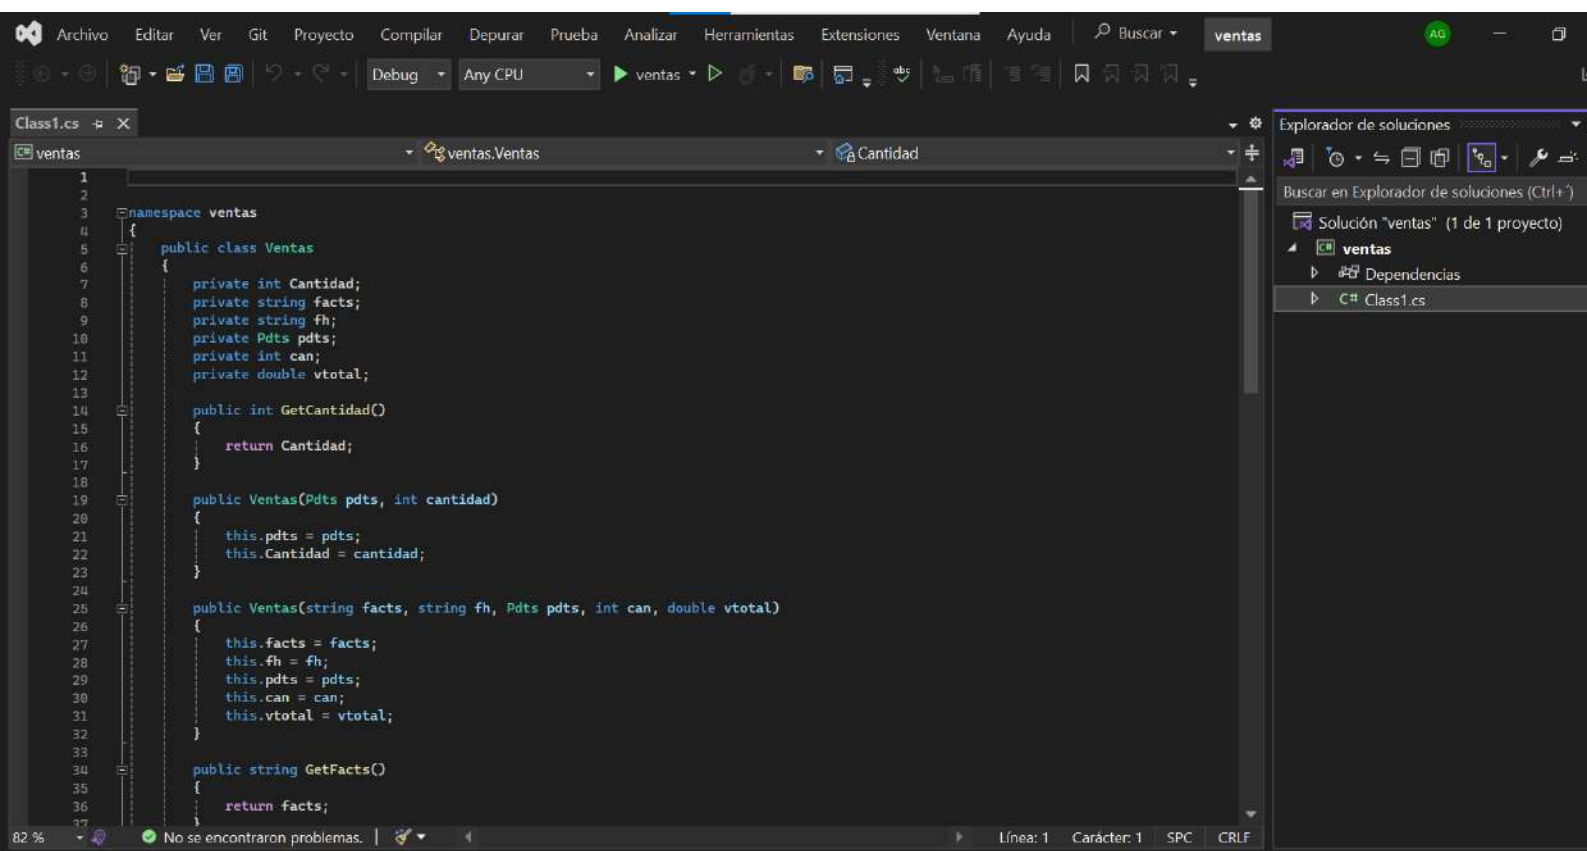 Archivo Editar Ver Git Proyecto Compilar Depurar Prueba Analizar Herramientas Extensiones Ventana Ayuda Buscar ventas AG
Debug Any CPU ventas abc
Class1.cs
ventas ventas.Ventas Cantidad
1
2
3 namespace ventas
4 {
5 public class Ventas
6 {
7 private int Cantidad;
8 private string facts;
9 private string fh;
10 private Pdts pdts;
11 private int can;
12 private double vtotal;
13
14 public int GetCantidad()
15 {
16 return Cantidad;
17 }
18
19 public Ventas(Pdts pdts, int cantidad)
20 {
21 this.pdts = pdts;
22 this.Cantidad = cantidad;
23 }
24
25 public Ventas(string facts, string fh, Pdts pdts, int can, double vtotal)
26 {
27 this.facts = facts;
28 this.fh = fh;
29 this.pdts = pdts;
30 this.can = can;
31 this.vtotal = vtotal;
32 }
33
34 public string GetFacts()
35 {
36 return facts;
37 }
82 % No se encontraron problemas. Línea: 1 Carácter: 1 SPC CRLF
Explorador de soluciones
Buscar en Explorador de soluciones (Ctrl+´)
Solución "ventas" (1 de 1 proyecto)
C# ventas
Dependencias
C# Class1.cs